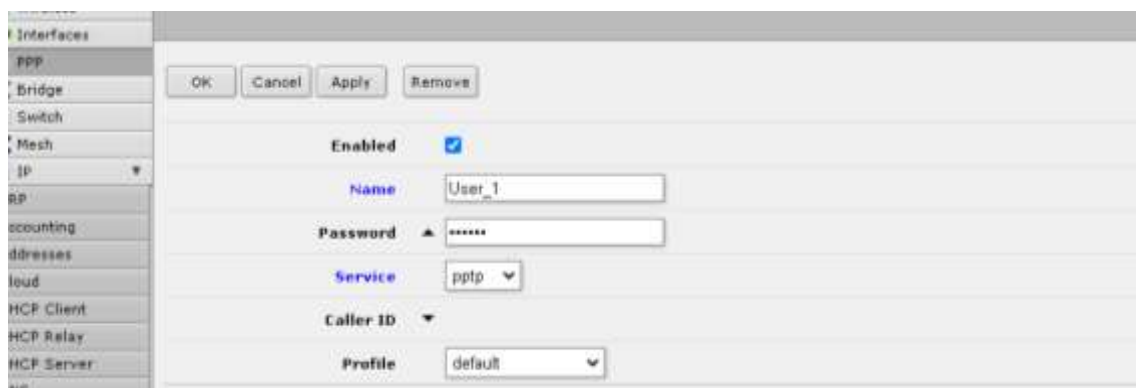 Interfaces
PPP
Bridge
Switch
Mesh
IP
RP
ccounting
ddresses
loud
HCP Client
HCP Relay
HCP Server
OK Cancel Apply Remove
Enabled
Name User_1
Password ••••••
Service pptp
Caller ID
Profile default